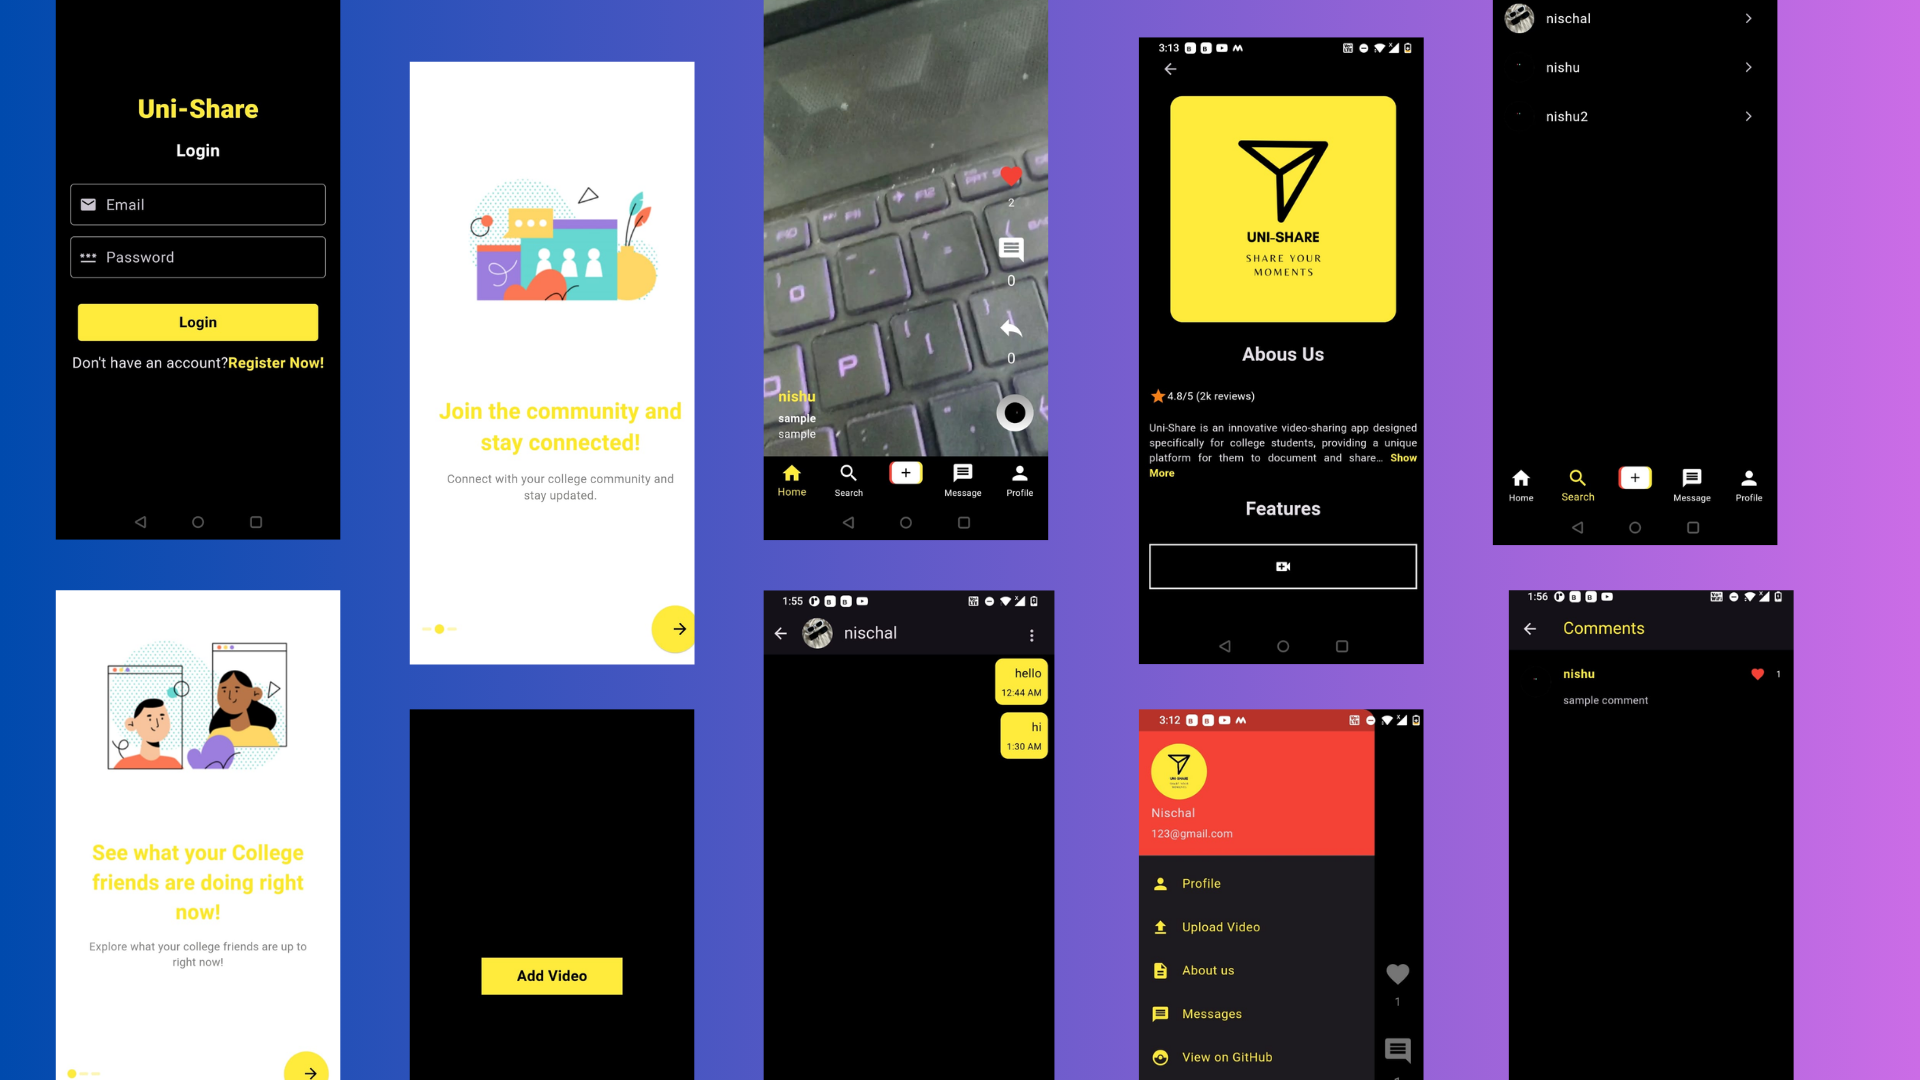 Uni-Share
Login
Email
Password
Login
Don't have an account?Register Now!
See what your College
friends are doing right
now!
Explore what your college friends are up to
right now!
Join the community and
stay connected!
Connect with your college community and
stay updated.
Add Video
F12
P
2
0
0
nishu
sample
sample
Home
Search
Message
Profile
1:55
nischal
hello
12:44 AM
hi
1:30 AM
3:13
UNI-SHARE
SHARE YOUR
MOMENTS
Abous Us
4.8/5 (2k reviews)
Uni-Share is an innovative video-sharing app designed
specifically for college students, providing a unique
platform for them to document and share... Show
More
Features
3:12
Nischal
123@gmail.com
Profile
Upload Video
About us
Messages
View on GitHub
1
nischal
nishu
nishu2
Home
Search
Message
Profile
1:56
Comments
nishu
1
sample comment